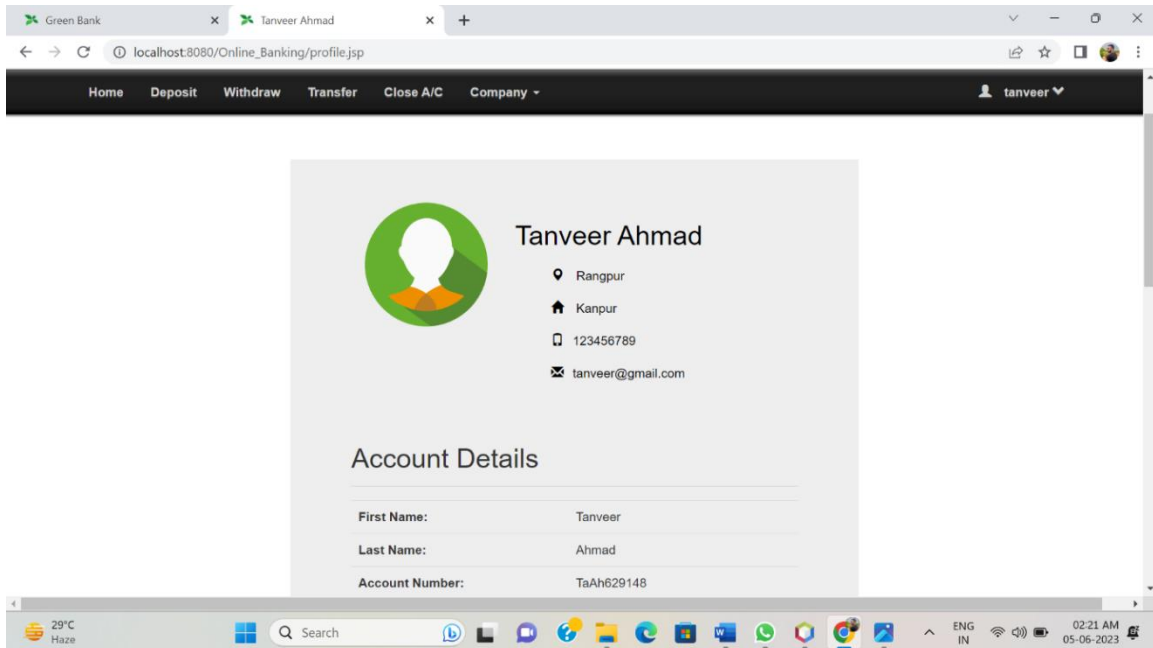 Green Bank
Tanveer Ahmad
localhost:8080/Online_Banking/profile.jsp
Home Deposit Withdraw Transfer Close A/C Company tanveer
Tanveer Ahmad
Rangpur
Kanpur
123456789
tanveer@gmail.com
Account Details
First Name: Tanveer
Last Name: Ahmad
Account Number: TaAh629148
29°C
Haze
Search
ENG
IN
02:21 AM
05-06-2023